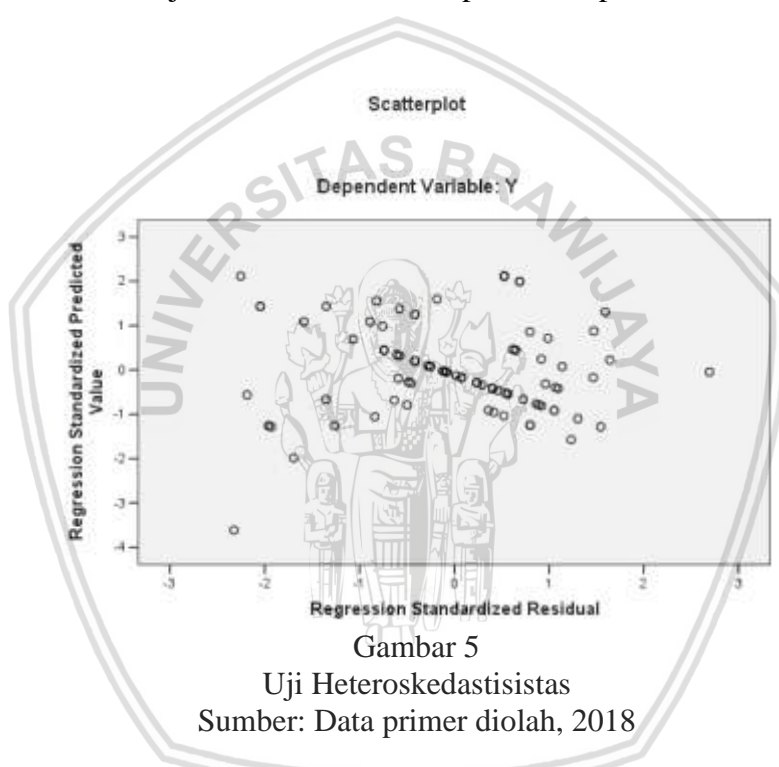 Scatterplot
Dependent Variable: Y
UNIVERSITAS BRAWIJAYA
Regression Standardized Predicted
Value
3
2
1
0
-1
-2
-3
-4
-3
-2
-1
0
1
2
3
Regression Standardized Residual
Gambar 5
Uji Heteroskedastisistas
Sumber: Data primer diolah, 2018